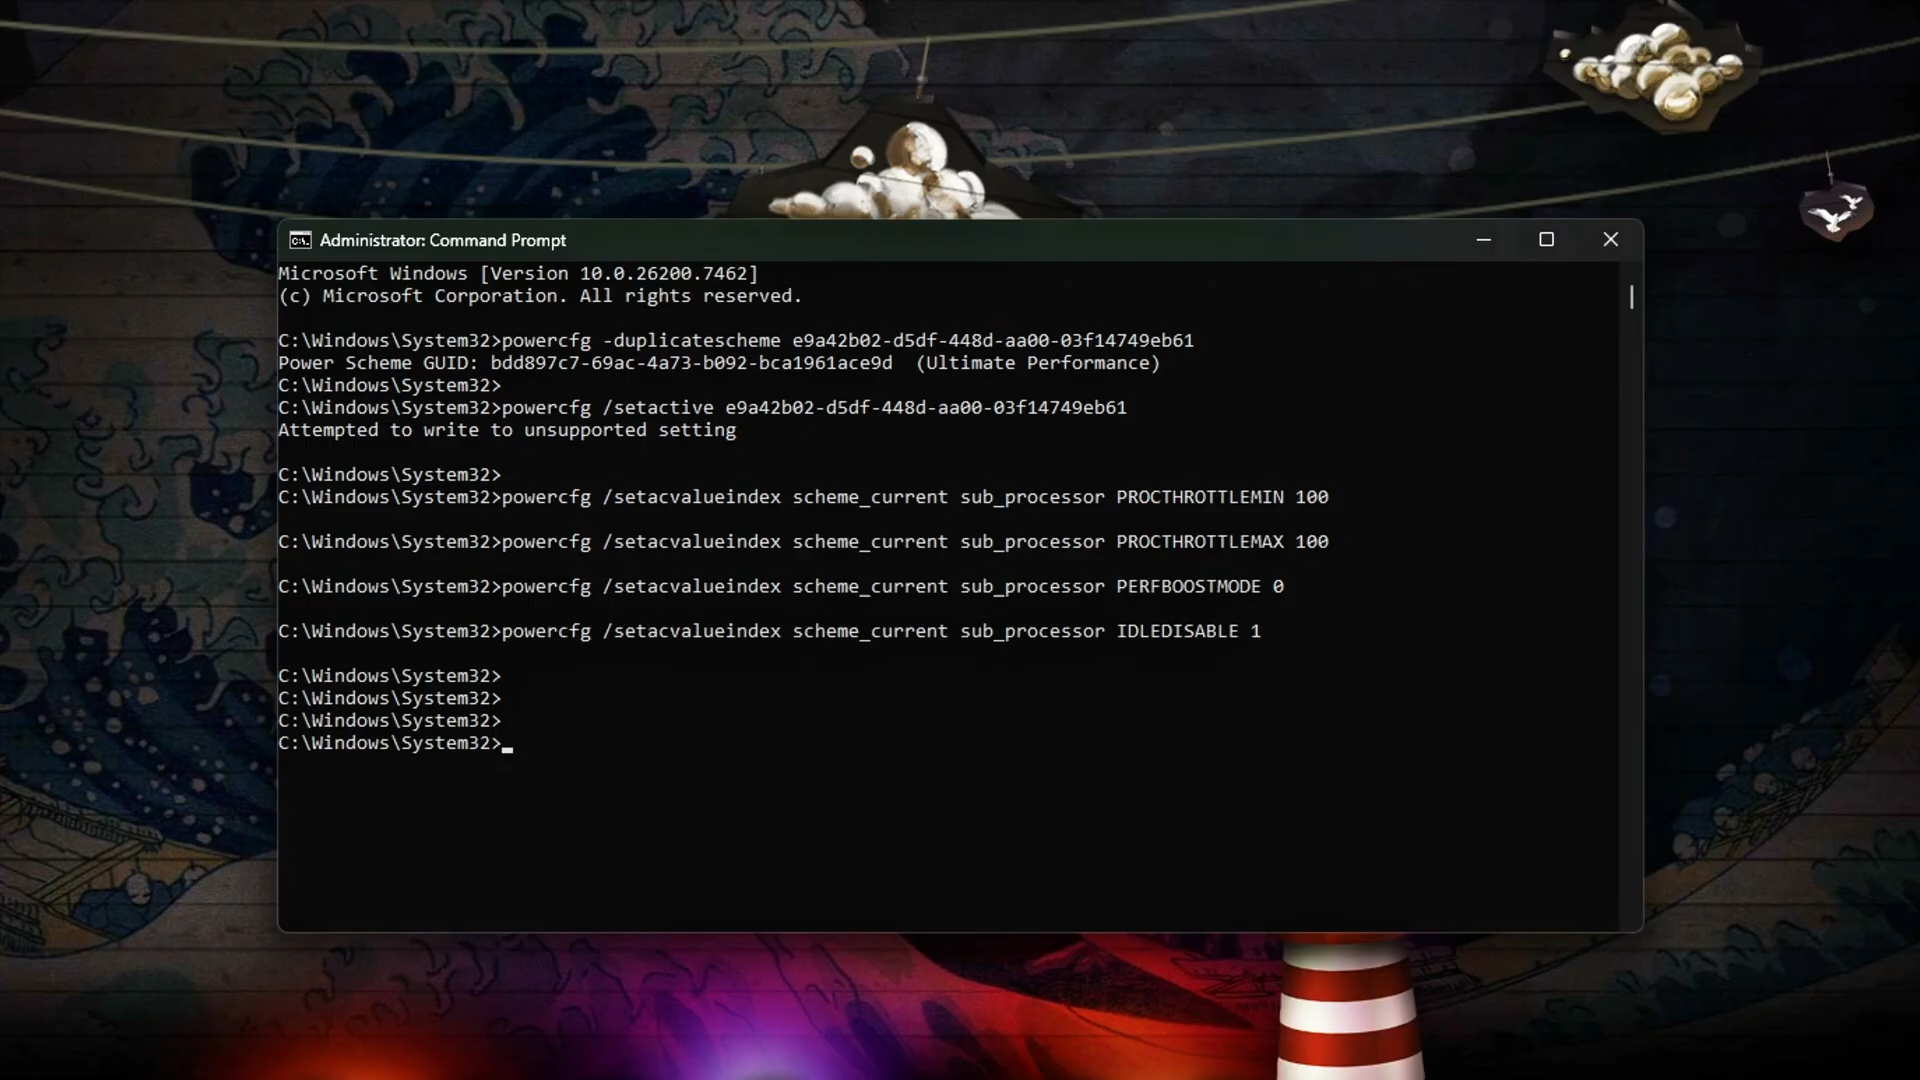 Administrator: Command Prompt
Microsoft Windows [Version 10.0.26200.7462]
(c) Microsoft Corporation. All rights reserved.
C:\Windows\System32>powercfg -duplicatescheme e9a42b02-d5df-448d-aa00-03f14749eb61
Power Scheme GUID: bdd897c7-69ac-4a73-b092-bca1961ace9d  (Ultimate Performance)
C:\Windows\System32>
C:\Windows\System32>powercfg /setactive e9a42b02-d5df-448d-aa00-03f14749eb61
Attempted to write to unsupported setting
C:\Windows\System32>
C:\Windows\System32>powercfg /setacvalueindex scheme_current sub_processor PROCTHROTTLEMIN 100
C:\Windows\System32>powercfg /setacvalueindex scheme_current sub_processor PROCTHROTTLEMAX 100
C:\Windows\System32>powercfg /setacvalueindex scheme_current sub_processor PERFBOOSTMODE 0
C:\Windows\System32>powercfg /setacvalueindex scheme_current sub_processor IDLEDISABLE 1
C:\Windows\System32>
C:\Windows\System32>
C:\Windows\System32>
C:\Windows\System32>